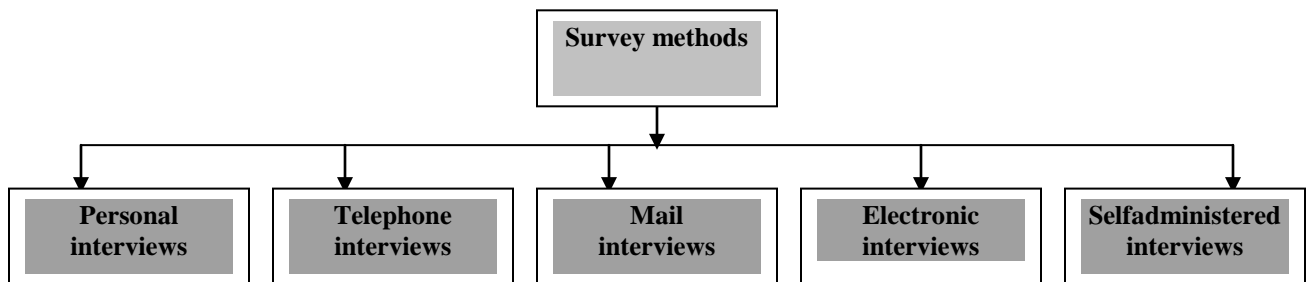 Survey methods
Personal
interviews
Telephone
interviews
Mail
interviews
Electronic
interviews
Selfadministered
interviews